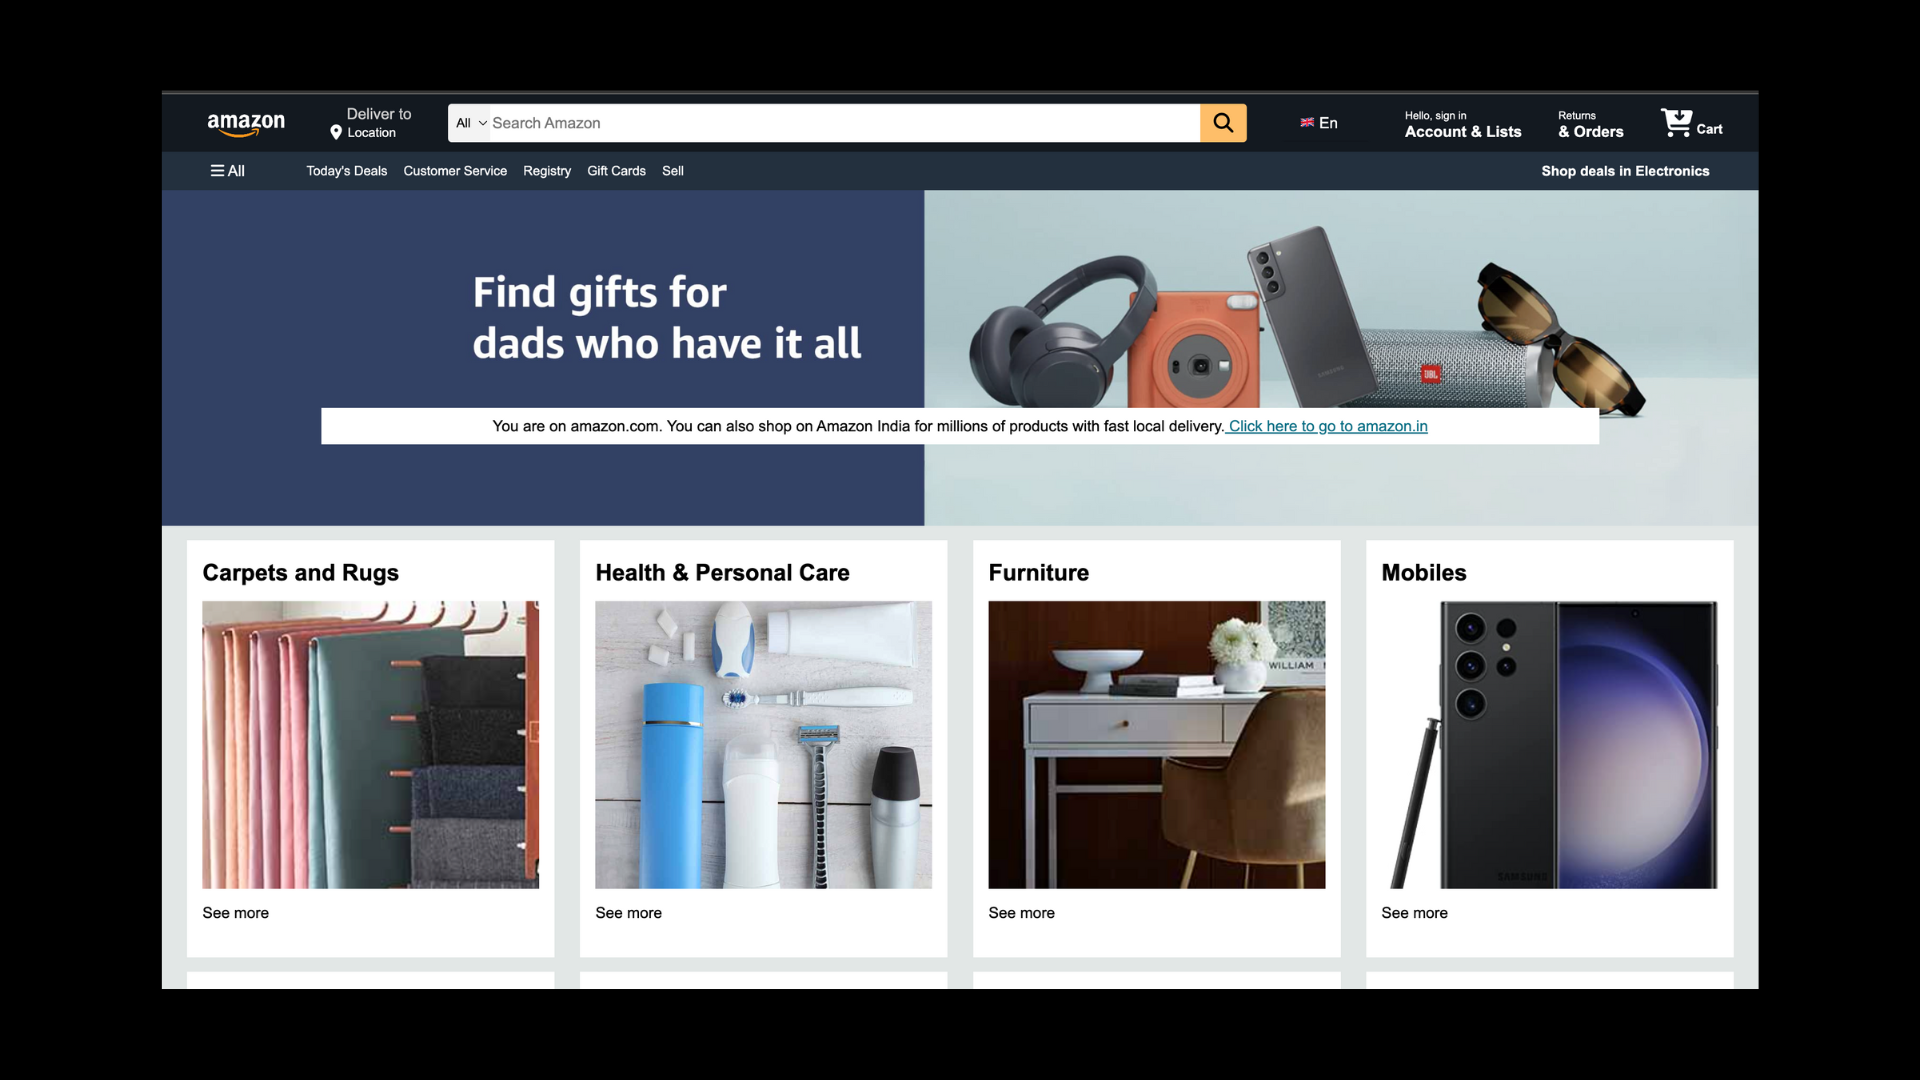 amazon
Deliver to
Location
All Search Amazon
En
Hello, sign in
Account & Lists
Returns
& Orders
Cart
All
Today's Deals Customer Service Registry Gift Cards Sell
Shop deals in Electronics
Find gifts for
dads who have it all
SAMSUNG
JBL
You are on amazon.com. You can also shop on Amazon India for millions of products with fast local delivery. Click here to go to amazon.in
Carpets and Rugs
Health & Personal Care
Furniture
Mobiles
WILLIAM
SAMSUNG
See more
See more
See more
See more